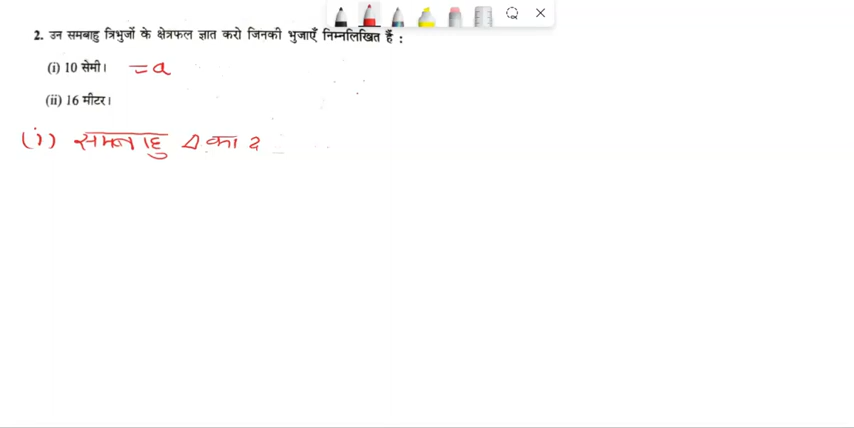 2. उन समबाहु त्रिभुजों के क्षेत्रफल ज्ञात करो जिनकी भुजाएँ निम्नलिखित हैं :
(i) 10 सेमी। = a
(ii) 16 मीटर।
(i) समबाहु Δ का